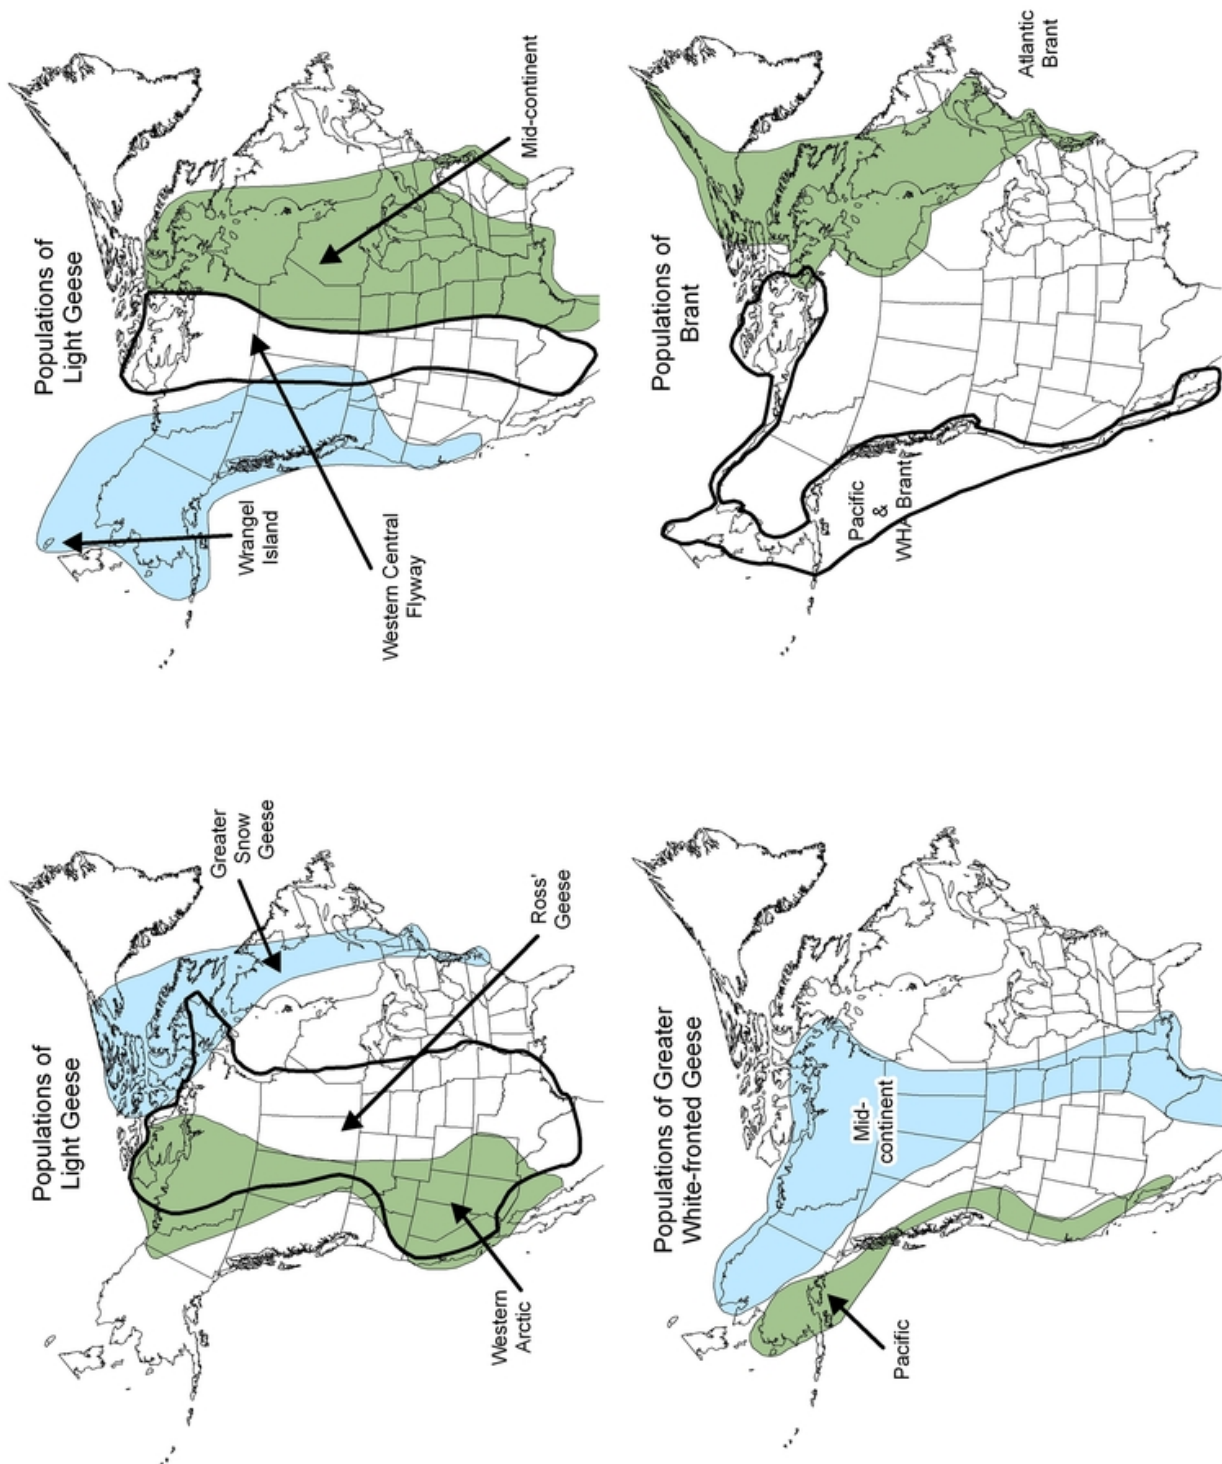 Populations of
Light Geese
Greater
Snow
Geese
Ross'
Geese
Western
Arctic
Populations of
Light Geese
Mid-continent
Wrangel
Island
Western Central
Flyway
Populations of Greater
White-fronted Geese
Mid-
continent
Pacific
Populations of
Brant
Atlantic
Brant
Pacific
&
WHA Brant